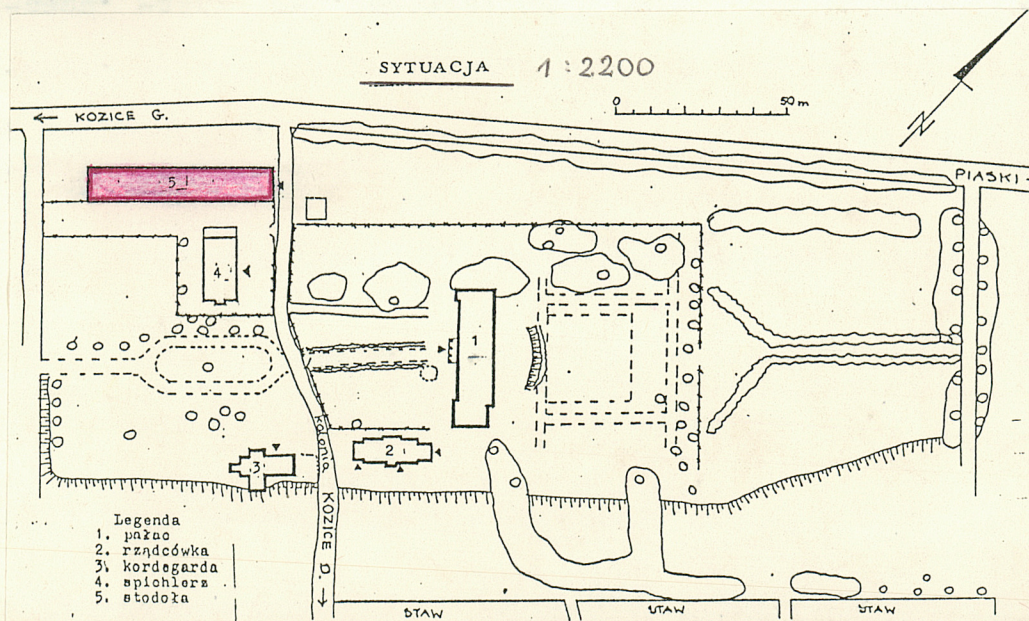 SYTUACJA 1:2200
0 50 m
← KOZICE G.
PIASKI
5
4
1
2
3
KOLONIA
KOZICE D. →
Legenda
1. pałac
2. rządcówka
3. kordegarda
4. spichlerz
5. stodoła
STAW
STAW
STAW